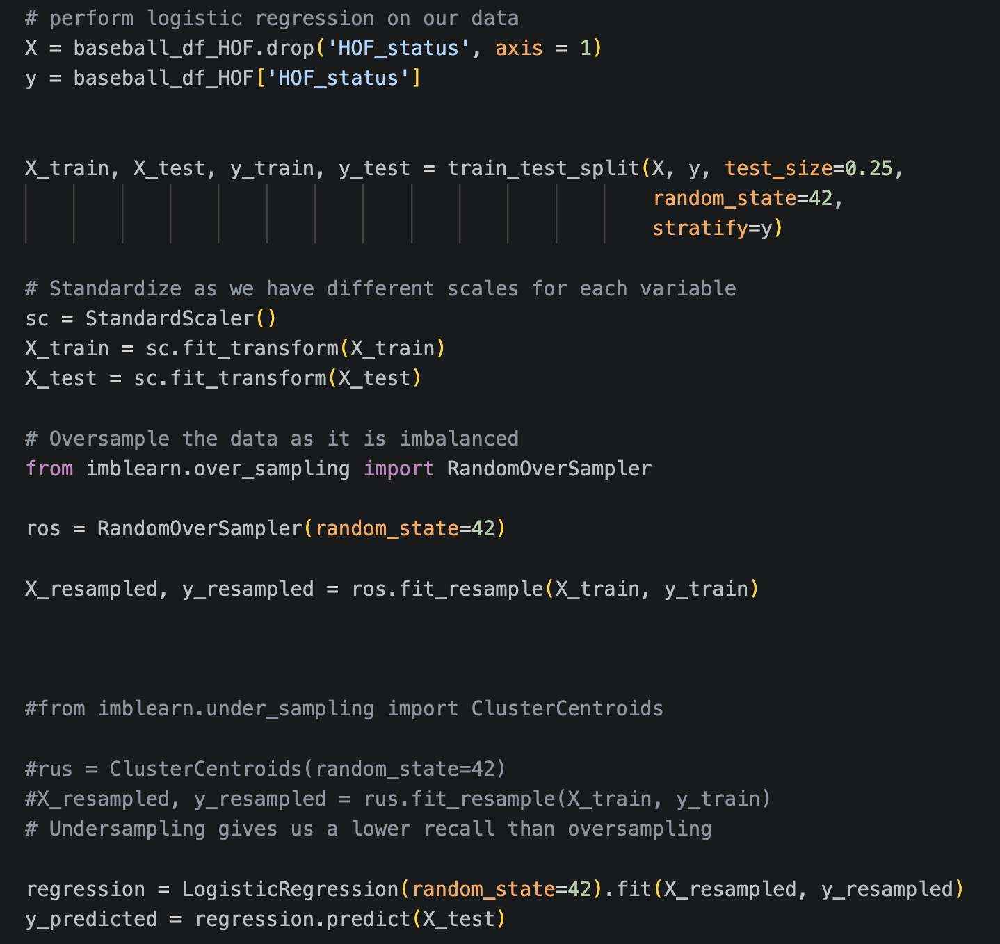 # perform logistic regression on our data
X = baseball_df_HOF.drop('HOF_status', axis = 1)
y = baseball_df_HOF['HOF_status']
X_train, X_test, y_train, y_test = train_test_split(X, y, test_size=0.25,
random_state=42,
stratify=y)
# Standardize as we have different scales for each variable
sc = StandardScaler()
X_train = sc.fit_transform(X_train)
X_test = sc.fit_transform(X_test)
# Oversample the data as it is imbalanced
from imblearn.over_sampling import RandomOverSampler
ros = RandomOverSampler(random_state=42)
X_resampled, y_resampled = ros.fit_resample(X_train, y_train)
#from imblearn.under_sampling import ClusterCentroids
#rus = ClusterCentroids(random_state=42)
#X_resampled, y_resampled = rus.fit_resample(X_train, y_train)
# Undersampling gives us a lower recall than oversampling
regression = LogisticRegression(random_state=42).fit(X_resampled, y_resampled)
y_predicted = regression.predict(X_test)